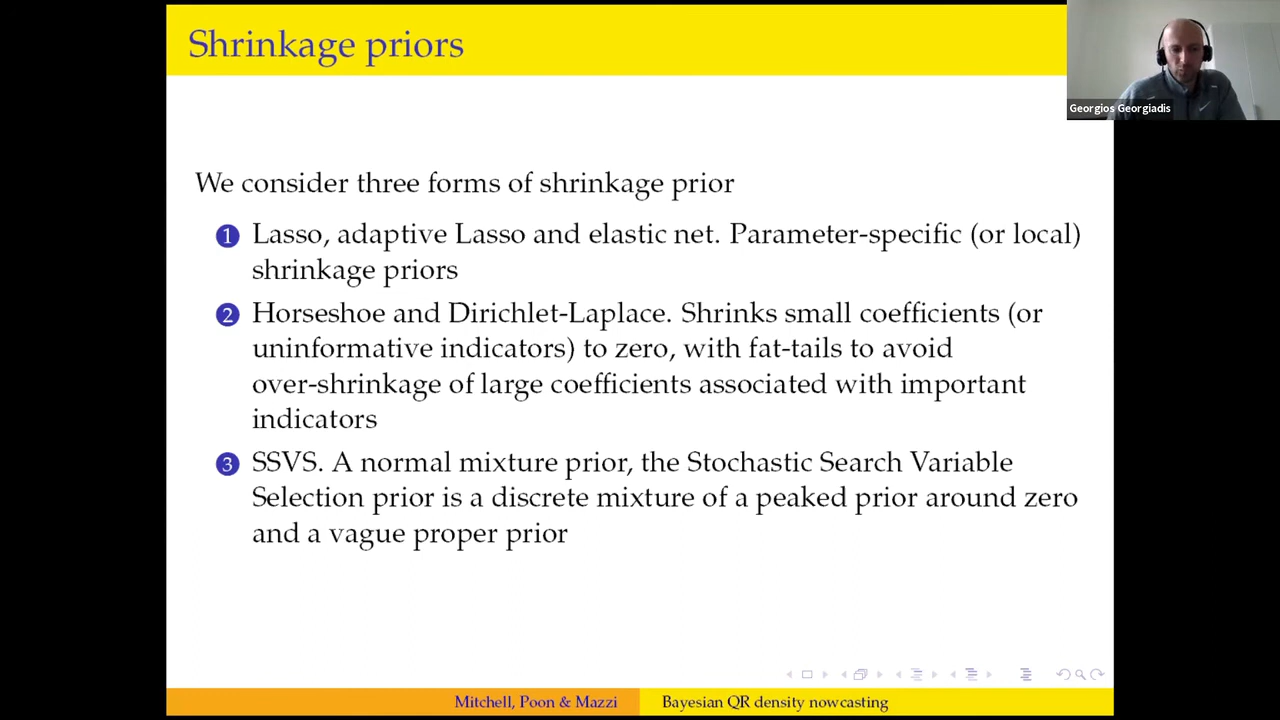 Shrinkage priors
Georgios Georgiadis
We consider three forms of shrinkage prior
1 Lasso, adaptive Lasso and elastic net. Parameter-specific (or local)
shrinkage priors
2 Horseshoe and Dirichlet-Laplace. Shrinks small coefficients (or
uninformative indicators) to zero, with fat-tails to avoid
over-shrinkage of large coefficients associated with important
indicators
3 SSVS. A normal mixture prior, the Stochastic Search Variable
Selection prior is a discrete mixture of a peaked prior around zero
and a vague proper prior
Mitchell, Poon & Mazzi
Bayesian QR density nowcasting